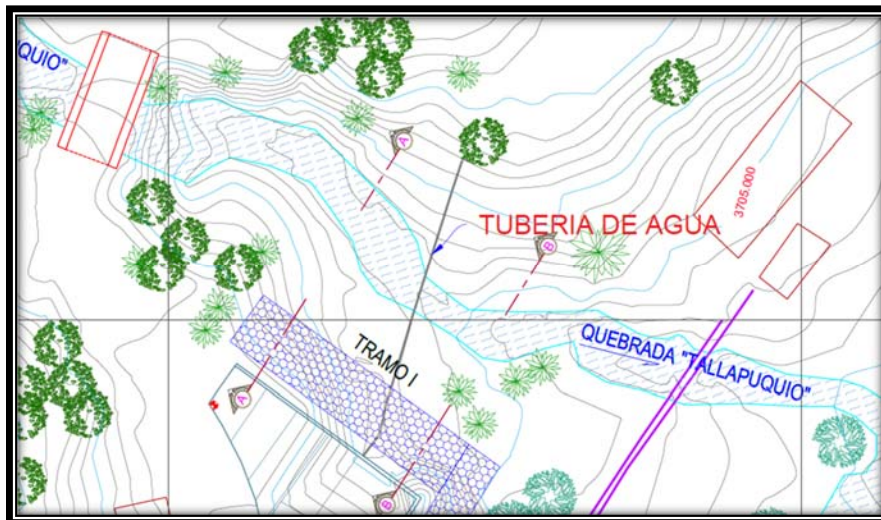 QUIO"
A
TUBERIA DE AGUA
B
3705.000
TRAMO I
QUEBRADA "TALLAPUQUIO"
A
B